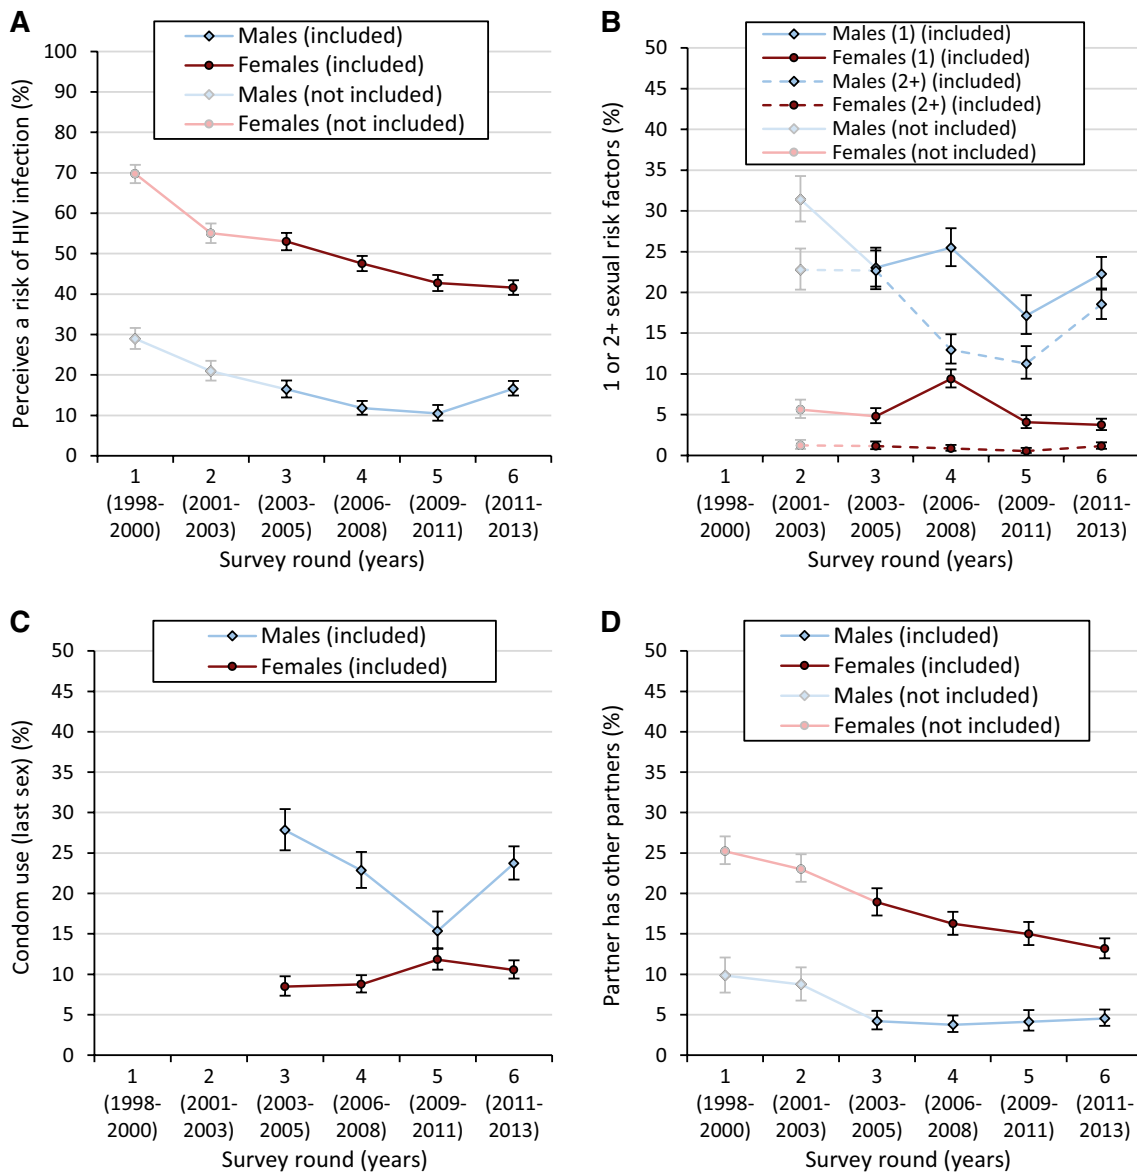 A
Males (included)
Females (included)
Males (not included)
Females (not included)
Perceives a risk of HIV infection (%)
100
90
80
70
60
50
40
30
20
10
0
1 2 3 4 5 6
(1998- (2001- (2003- (2006- (2009- (2011-
2000) 2003) 2005) 2008) 2011) 2013)
Survey round (years)
B
Males (1) (included)
Females (1) (included)
Males (2+) (included)
Females (2+) (included)
Males (not included)
Females (not included)
1 or 2+ sexual risk factors (%)
50
45
40
35
30
25
20
15
10
5
0
1 2 3 4 5 6
(1998- (2001- (2003- (2006- (2009- (2011-
2000) 2003) 2005) 2008) 2011) 2013)
Survey round (years)
C
Males (included)
Females (included)
Condom use (last sex) (%)
50
45
40
35
30
25
20
15
10
5
0
1 2 3 4 5 6
(1998- (2001- (2003- (2006- (2009- (2011-
2000) 2003) 2005) 2008) 2011) 2013)
Survey round (years)
D
Males (included)
Females (included)
Males (not included)
Females (not included)
Partner has other partners (%)
50
45
40
35
30
25
20
15
10
5
0
1 2 3 4 5 6
(1998- (2001- (2003- (2006- (2009- (2011-
2000) 2003) 2005) 2008) 2011) 2013)
Survey round (years)